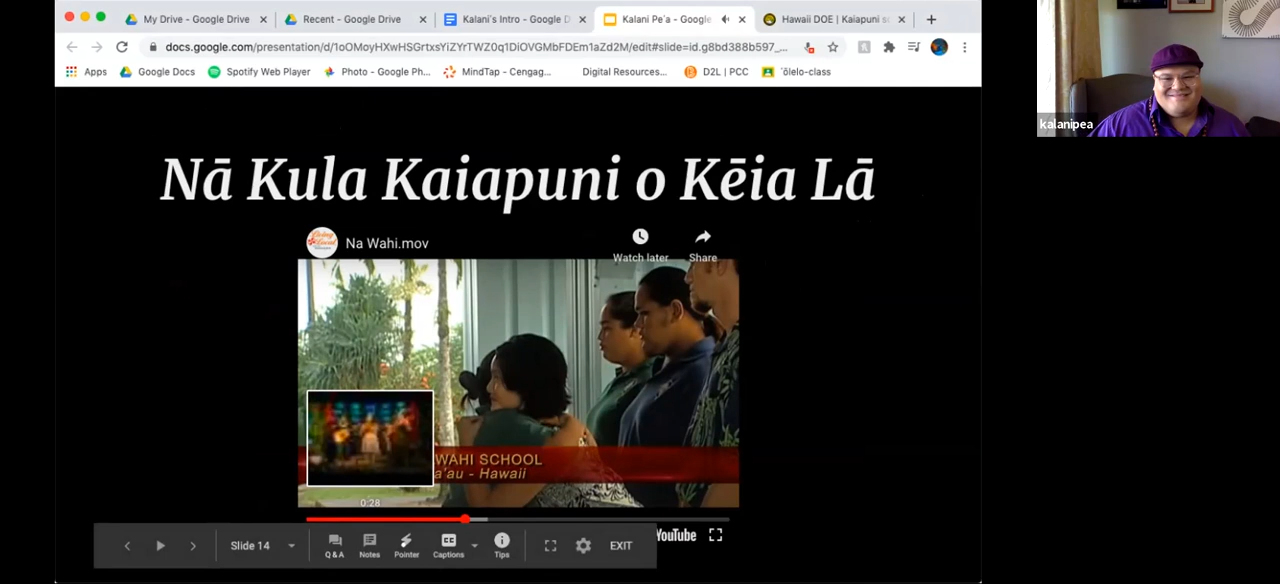 My Drive - Google Drive
Recent - Google Drive
Kalani's Intro - Google D
Kalani Pe'a - Google
Hawaii DOE | Kaiapuni s
docs.google.com/presentation/d/1oOMoyHXwHSGrtxsYiZYrTWZ0q1DiOVGMbFDEm1aZd2M/edit#slide=id.g8bd388b597_...
Apps
Google Docs
Spotify Web Player
Photo - Google Ph...
MindTap - Cengag...
Digital Resources...
D2L | PCC
ʻōlelo-class
kalanipea
Nā Kula Kaiapuni o Kēia Lā
Na Wahi.mov
Watch later
Share
WAHI SCHOOL
a'au - Hawaii
0:28
YouTube
Slide 14
Q&A
Notes
Pointer
Captions
Tips
EXIT